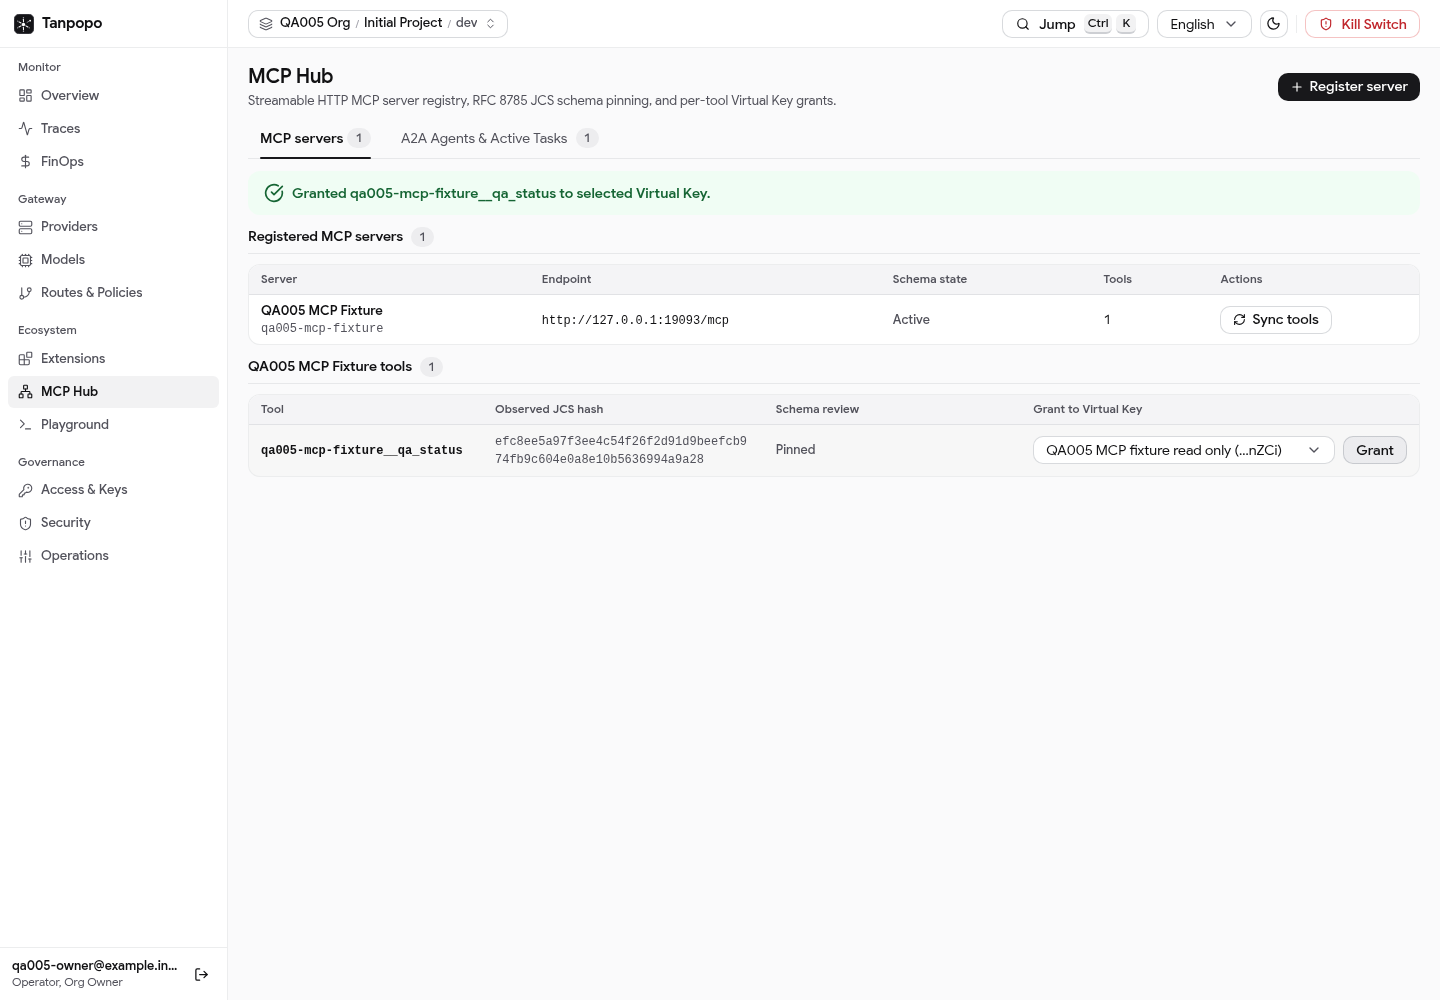 Tanpopo
QA005 Org / Initial Project / dev
Jump Ctrl K
English
Kill Switch
Monitor
Overview
Traces
FinOps
Gateway
Providers
Models
Routes & Policies
Ecosystem
Extensions
MCP Hub
Playground
Governance
Access & Keys
Security
Operations
qa005-owner@example.in...
Operator, Org Owner
MCP Hub
Streamable HTTP MCP server registry, RFC 8785 JCS schema pinning, and per-tool Virtual Key grants.
Register server
MCP servers 1
A2A Agents & Active Tasks 1
Granted qa005-mcp-fixture__qa_status to selected Virtual Key.
Registered MCP servers 1
Server Endpoint Schema state Tools Actions
QA005 MCP Fixture
qa005-mcp-fixture
http://127.0.0.1:19093/mcp
Active
1
Sync tools
QA005 MCP Fixture tools 1
Tool Observed JCS hash Schema review Grant to Virtual Key
qa005-mcp-fixture__qa_status
efc8ee5a97f3ee4c54f26f2d91d9beefcb9
74fb9c604e0a8e10b5636994a9a28
Pinned
QA005 MCP fixture read only (...nZCi)
Grant